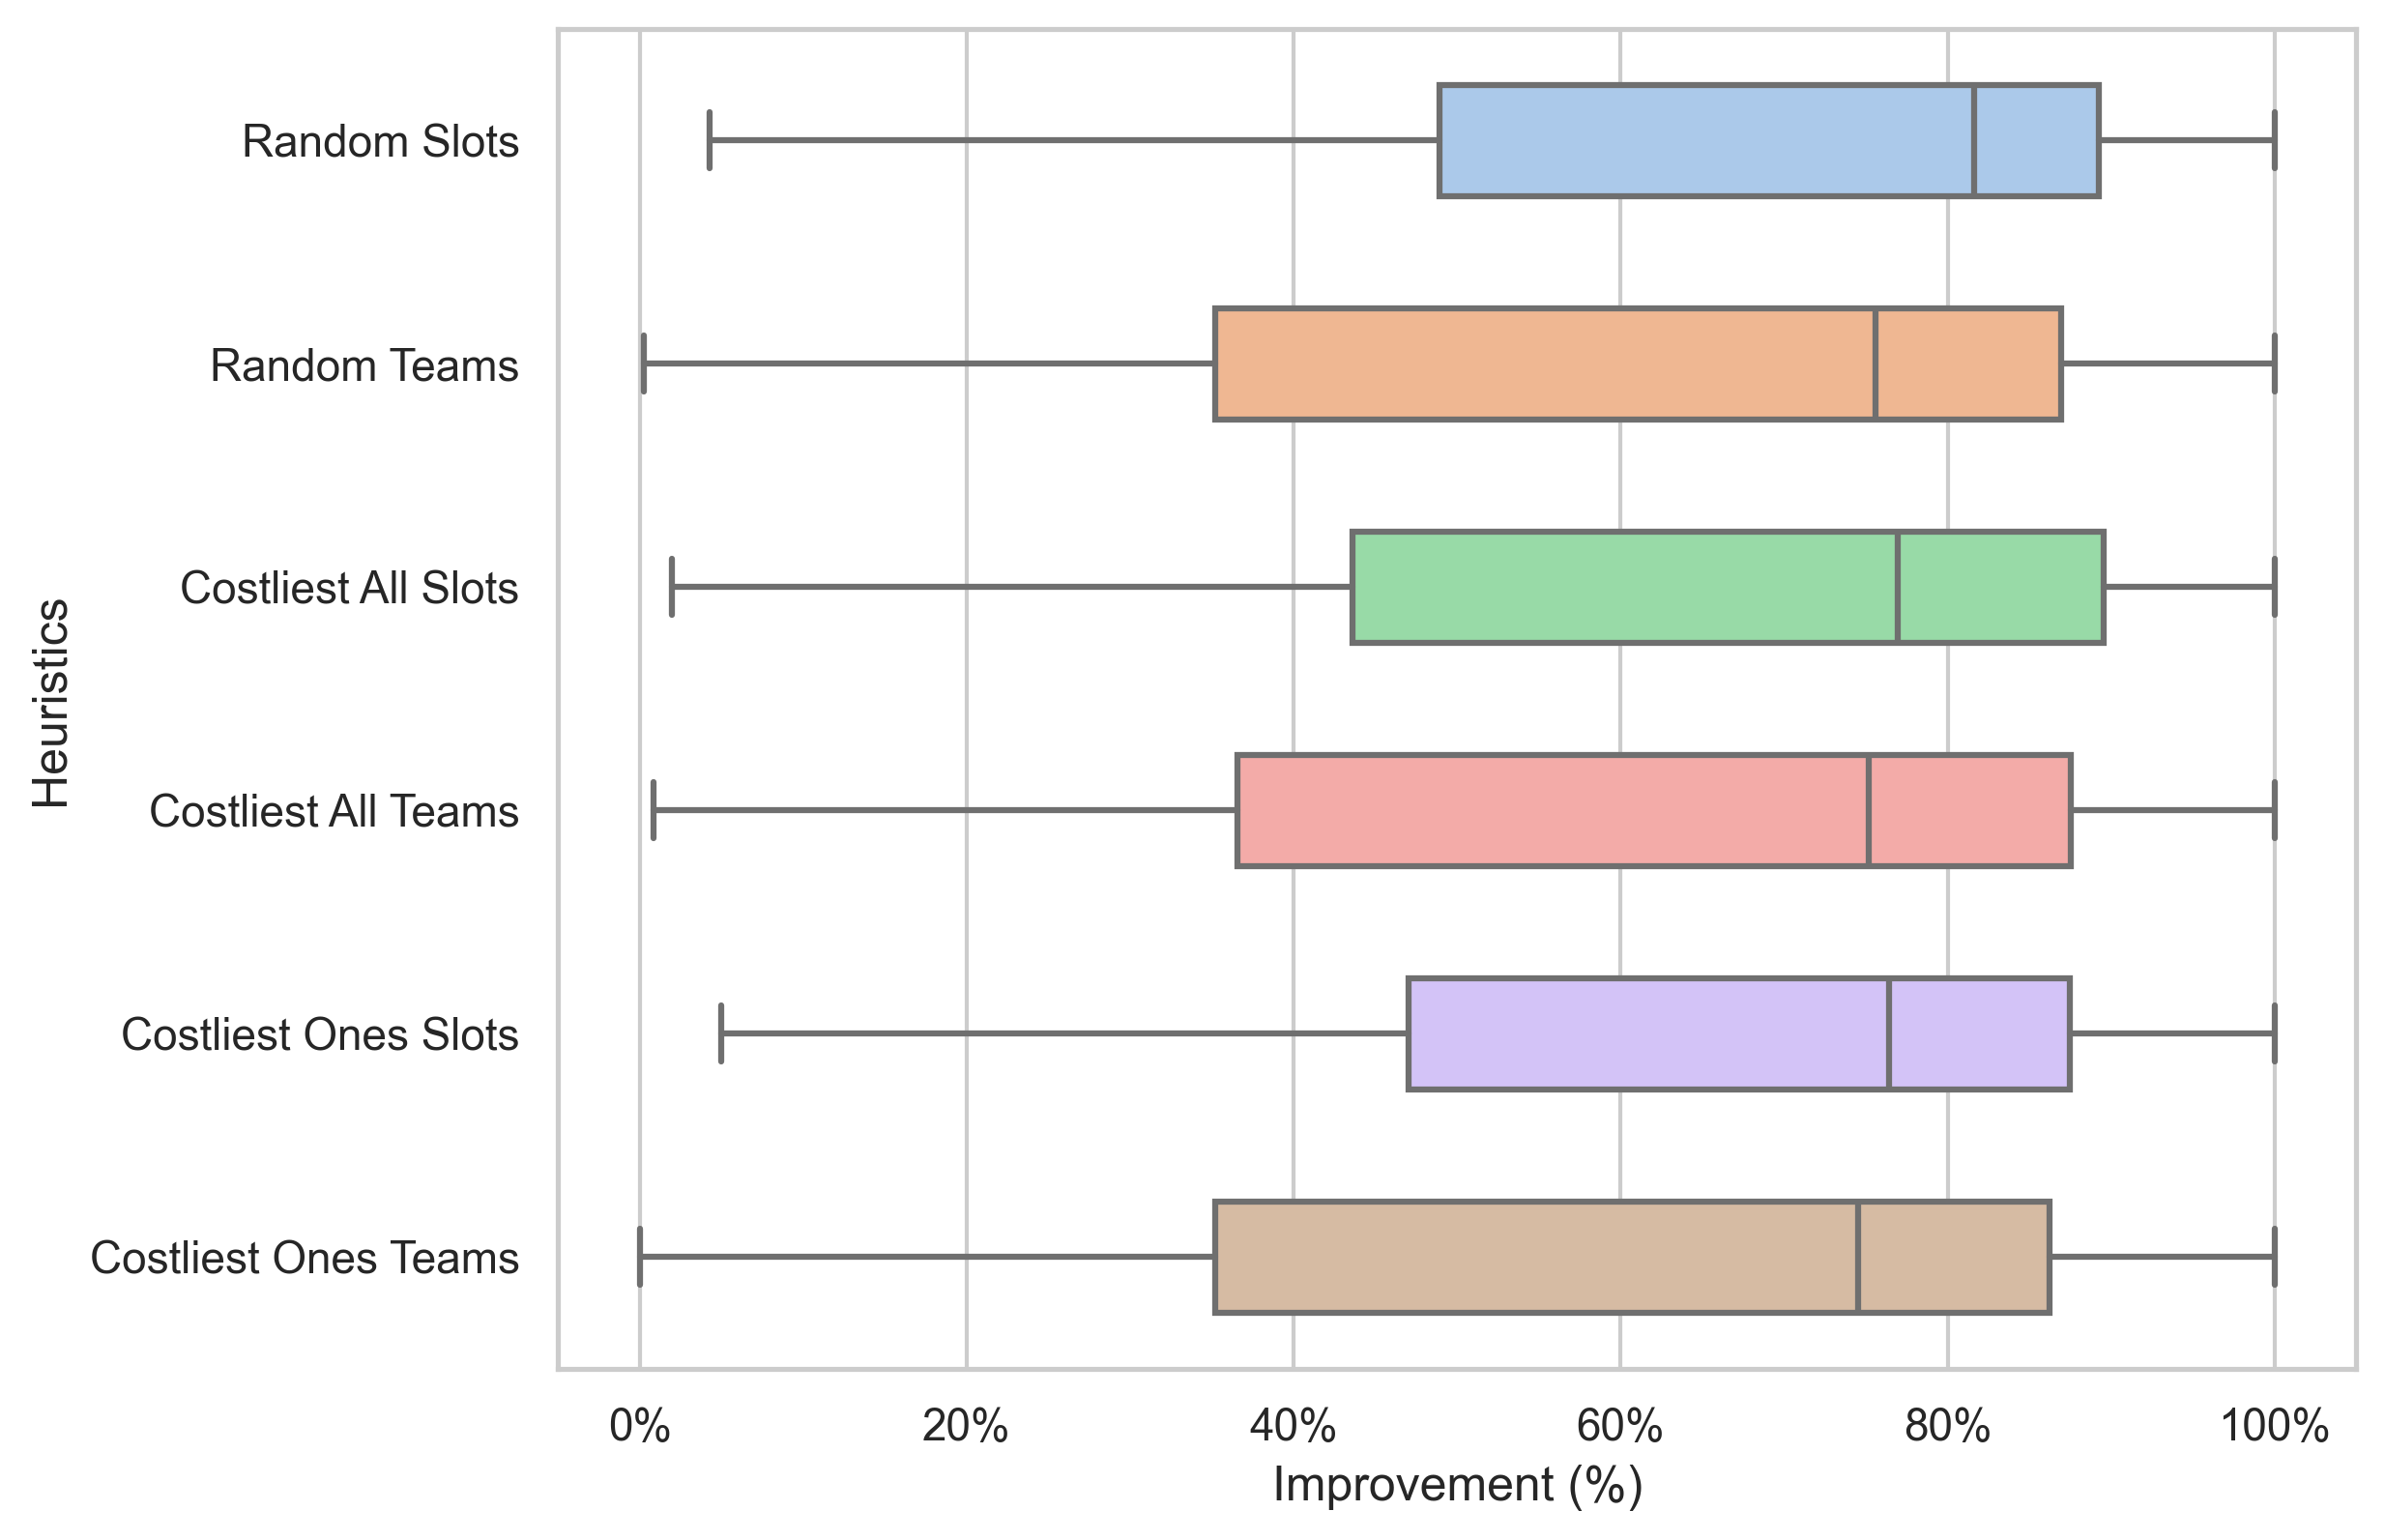 Heuristics
Random Slots
Random Teams
Costliest All Slots
Costliest All Teams
Costliest Ones Slots
Costliest Ones Teams
0% 20% 40% 60% 80% 100%
Improvement (%)